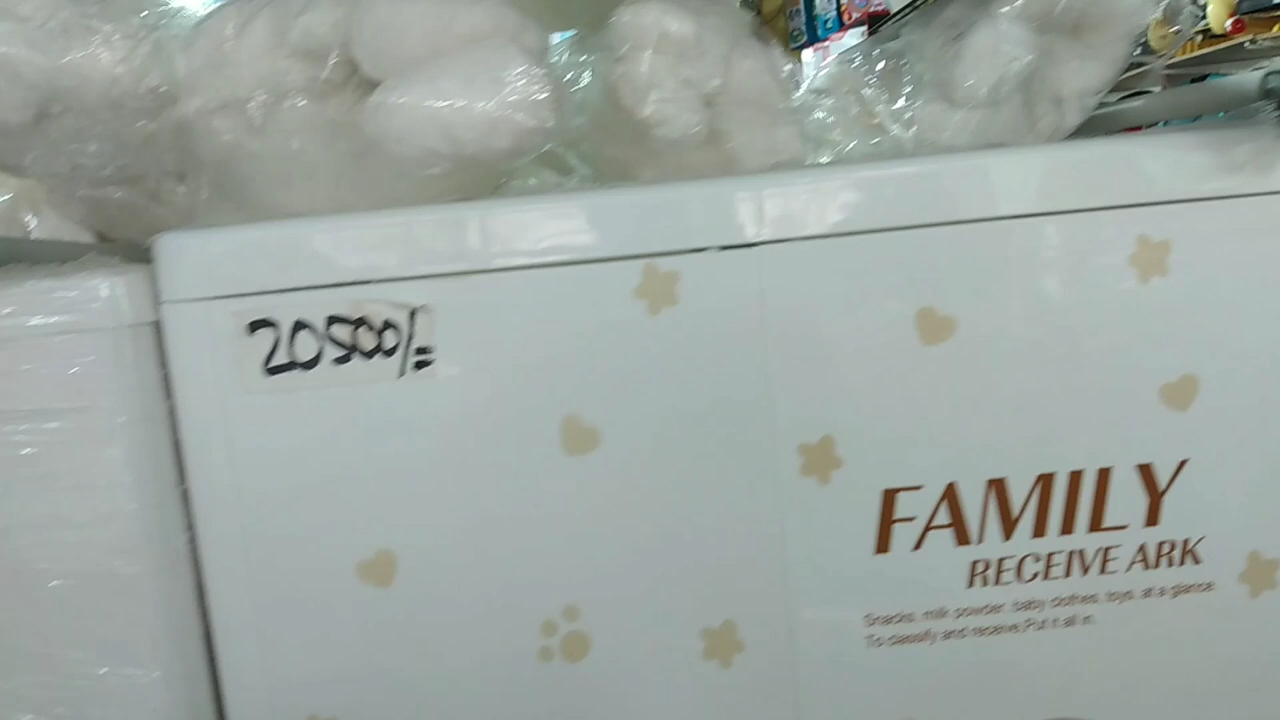 20500/=
FAMILY
RECEIVE ARK
Snacks, milk powder, baby clothes, toys, at a glance
To classify and receive,Put it all in.